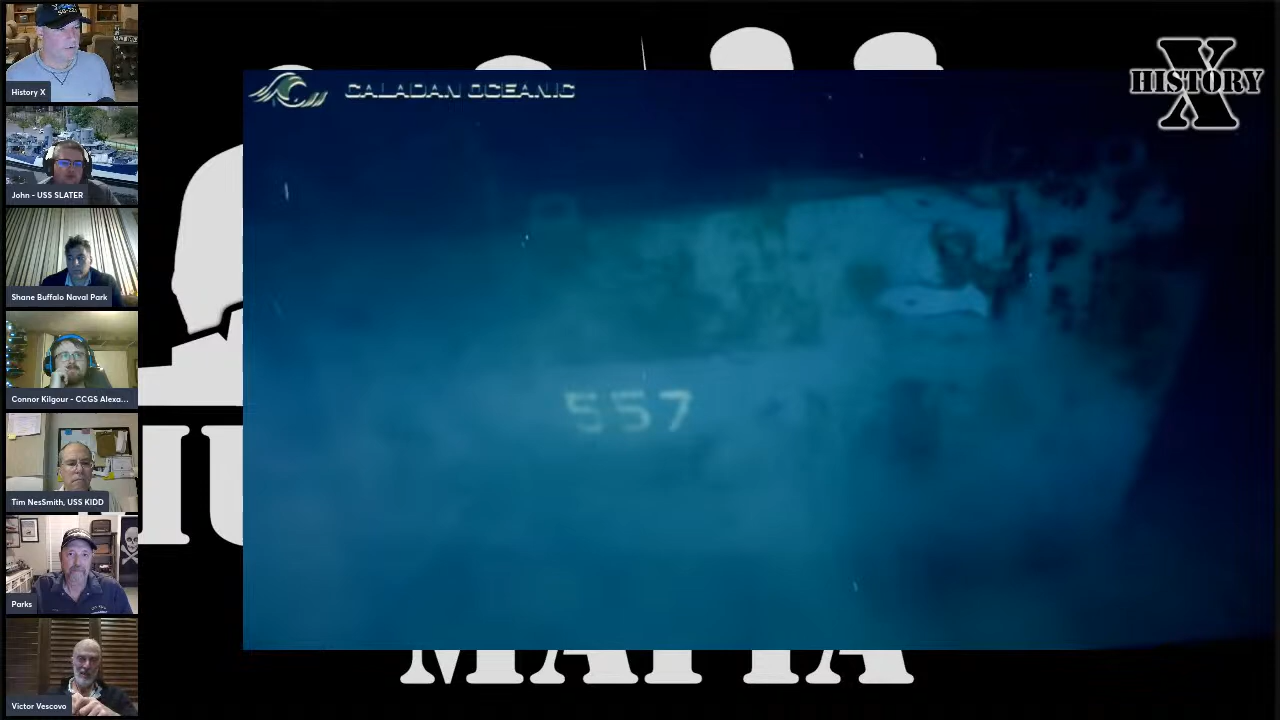 History X
John - USS SLATER
Shane Buffalo Naval Park
Connor Kilgour - CCGS Alexa...
Tim NesSmith, USS KIDD
Parks
Victor Vescovo
CALADAN OCEANIC
HISTORY
X
557
MAFIA